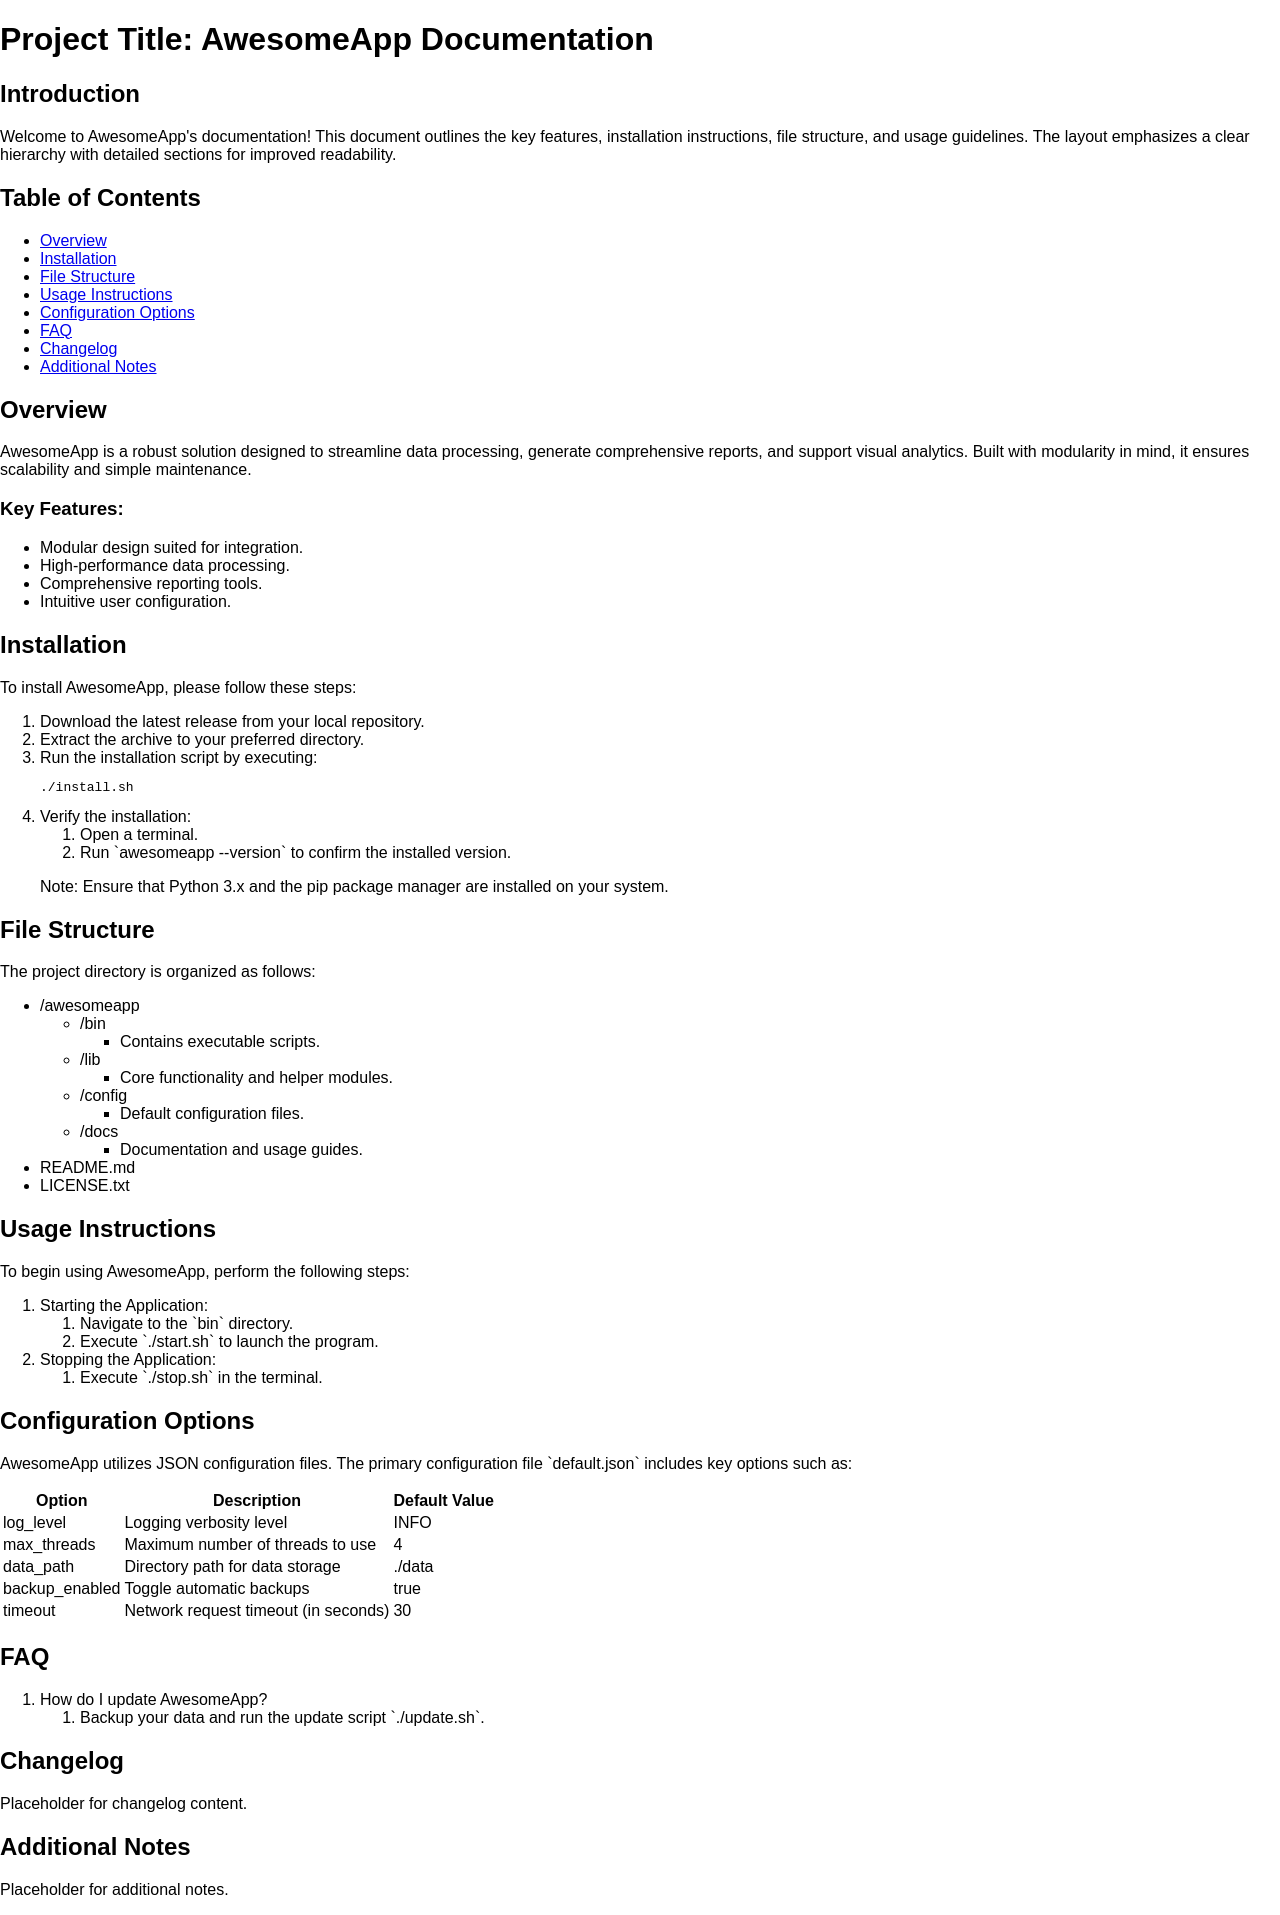 Project Title: AwesomeApp Documentation
Introduction
Welcome to AwesomeApp's documentation! This document outlines the key features, installation instructions, file structure, and usage guidelines. The layout emphasizes a clear
hierarchy with detailed sections for improved readability.
Table of Contents
• Overview
• Installation
• File Structure
• Usage Instructions
• Configuration Options
• FAQ
• Changelog
• Additional Notes
Overview
AwesomeApp is a robust solution designed to streamline data processing, generate comprehensive reports, and support visual analytics. Built with modularity in mind, it ensures
scalability and simple maintenance.
Key Features:
• Modular design suited for integration.
• High-performance data processing.
• Comprehensive reporting tools.
• Intuitive user configuration.
Installation
To install AwesomeApp, please follow these steps:
1. Download the latest release from your local repository.
2. Extract the archive to your preferred directory.
3. Run the installation script by executing:
./install.sh
4. Verify the installation:
1. Open a terminal.
2. Run `awesomeapp --version` to confirm the installed version.
Note: Ensure that Python 3.x and the pip package manager are installed on your system.
File Structure
The project directory is organized as follows:
• /awesomeapp
◦ /bin
▪ Contains executable scripts.
◦ /lib
▪ Core functionality and helper modules.
◦ /config
▪ Default configuration files.
◦ /docs
▪ Documentation and usage guides.
• README.md
• LICENSE.txt
Usage Instructions
To begin using AwesomeApp, perform the following steps:
1. Starting the Application:
1. Navigate to the `bin` directory.
2. Execute `./start.sh` to launch the program.
2. Stopping the Application:
1. Execute `./stop.sh` in the terminal.
Configuration Options
AwesomeApp utilizes JSON configuration files. The primary configuration file `default.json` includes key options such as:
Option Description Default Value
log_level Logging verbosity level INFO
max_threads Maximum number of threads to use 4
data_path Directory path for data storage ./data
backup_enabled Toggle automatic backups true
timeout Network request timeout (in seconds) 30
FAQ
1. How do I update AwesomeApp?
1. Backup your data and run the update script `./update.sh`.
Changelog
Placeholder for changelog content.
Additional Notes
Placeholder for additional notes.